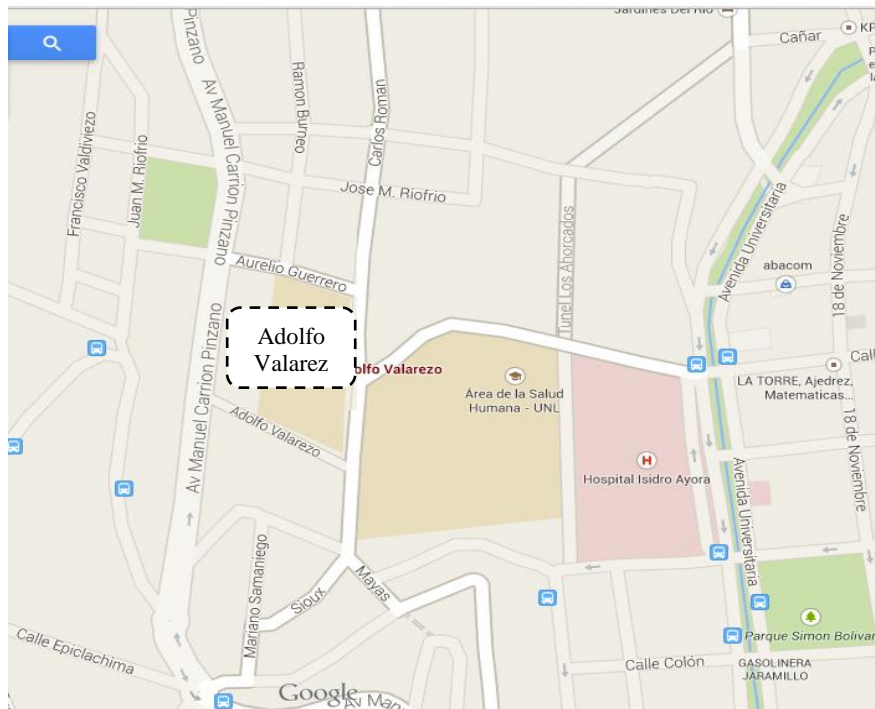 Jardines Del Rio
Cañar
KP
Pinzano
Av Manuel Carrion Pinzano
Ramon Burneo
Carlos Roman
Francisco Valdiviezo
Juan M. Riofrio
Jose M. Riofrio
Tunel Los Ahorcados
Avenida Universitaria
18 de Noviembre
abacom
Aurelio Guerrero
Adolfo
Valarez
olfo Valarezo
Av Manuel Carrion Pinzano
Adolfo Valarezo
Área de la Salud
Humana - UNL
Call
LA TORRE, Ajedrez,
Matematicas...
18 de Noviembre
H
Hospital Isidro Ayora
Avenida Universitaria
Mariano Samaniego
Sioux
Mayas
Calle Epiclachima
Parque Simon Bolivar
Calle Colón
GASOLINERA
JARAMILLO
Google
Av Man